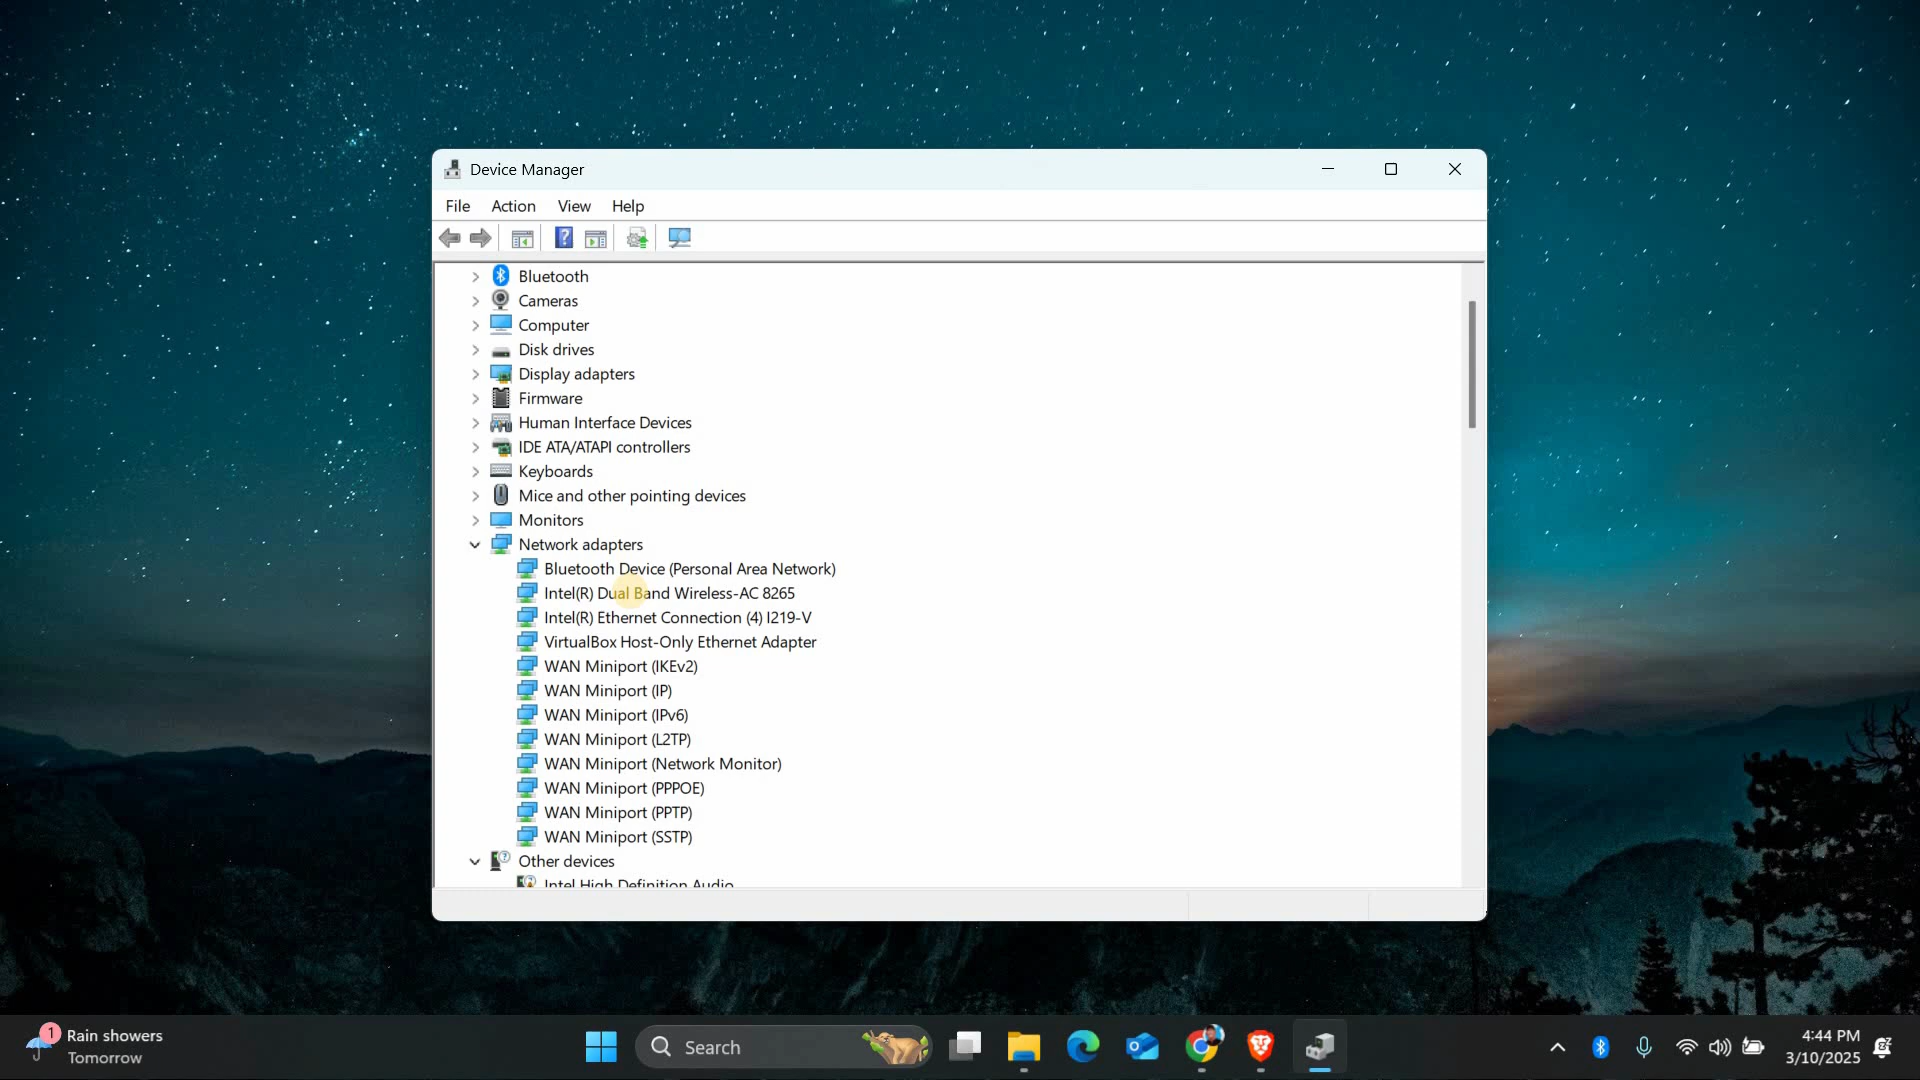 Device Manager
File Action View Help
Bluetooth
Cameras
Computer
Disk drives
Display adapters
Firmware
Human Interface Devices
IDE ATA/ATAPI controllers
Keyboards
Mice and other pointing devices
Monitors
Network adapters
Bluetooth Device (Personal Area Network)
Intel(R) Dual Band Wireless-AC 8265
Intel(R) Ethernet Connection (4) I219-V
VirtualBox Host-Only Ethernet Adapter
WAN Miniport (IKEv2)
WAN Miniport (IP)
WAN Miniport (IPv6)
WAN Miniport (L2TP)
WAN Miniport (Network Monitor)
WAN Miniport (PPPOE)
WAN Miniport (PPTP)
WAN Miniport (SSTP)
Other devices
Intel High Definition Audio
1
Rain showers
Tomorrow
Search
4:44 PM
3/10/2025